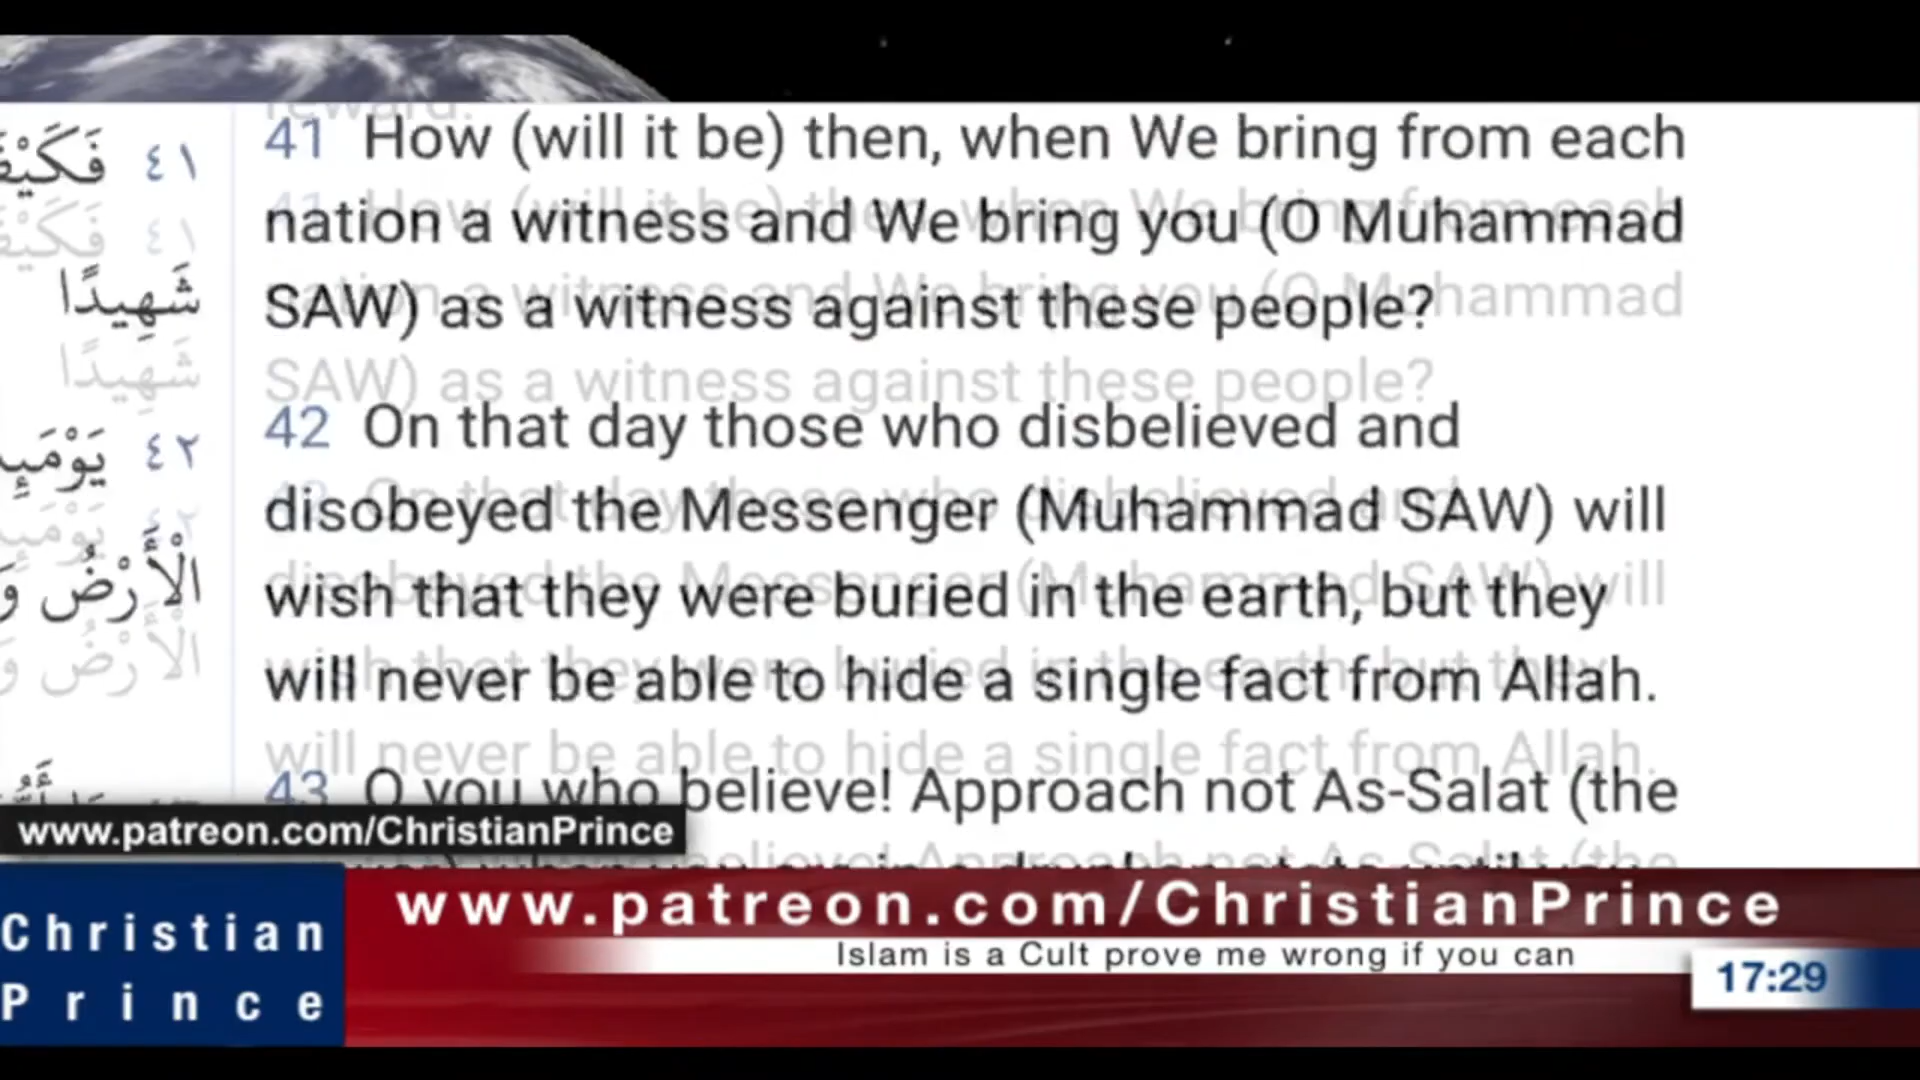 reward.
41 How (will it be) then, when We bring from each
nation a witness and We bring you (O Muhammad
SAW) as a witness against these people?
42 On that day those who disbelieved and
disobeyed the Messenger (Muhammad SAW) will
wish that they were buried in the earth, but they
will never be able to hide a single fact from Allah.
43 O you who believe! Approach not As-Salat (the
٤١
شَهِيدًا
٤٢
الْأَرْضُ وَ
www.patreon.com/ChristianPrince
Christian
Prince
www.patreon.com/ChristianPrince
Islam is a Cult prove me wrong if you can
17:29